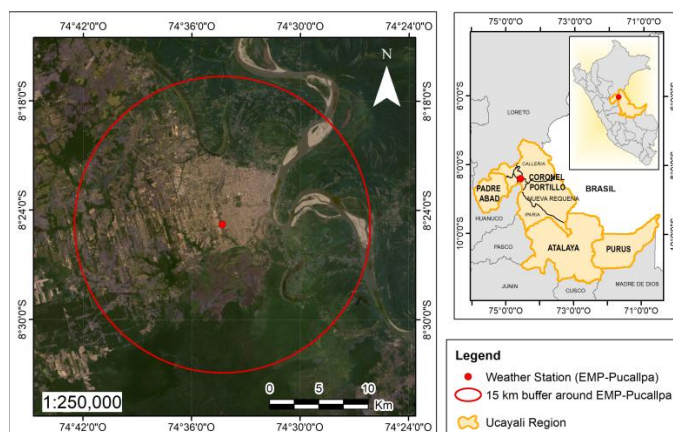 74°42'0"O 74°36'0"O 74°30'0"O 74°24'0"O
8°18'0"S
8°24'0"S
8°30'0"S
N
8°18'0"S
8°24'0"S
8°30'0"S
1:250,000
0 5 10
Km
74°42'0"O 74°36'0"O 74°30'0"O 74°24'0"O
75°0'0"O 73°0'0"O 71°0'0"O
6°0'0"S
8°0'0"S
10°0'0"S
LORETO
CALLERIA
CORONEL
PORTILLO
PADRE
ABAD
NUEVA REQUENA
BRASIL
HUANUCO
IPARIA
PASCO
ATALAYA
PURUS
JUNIN
CUSCO
MADRE DE DIOS
75°0'0"O 73°0'0"O 71°0'0"O
Legend
Weather Station (EMP-Pucallpa)
15 km buffer around EMP-Pucallpa
Ucayali Region